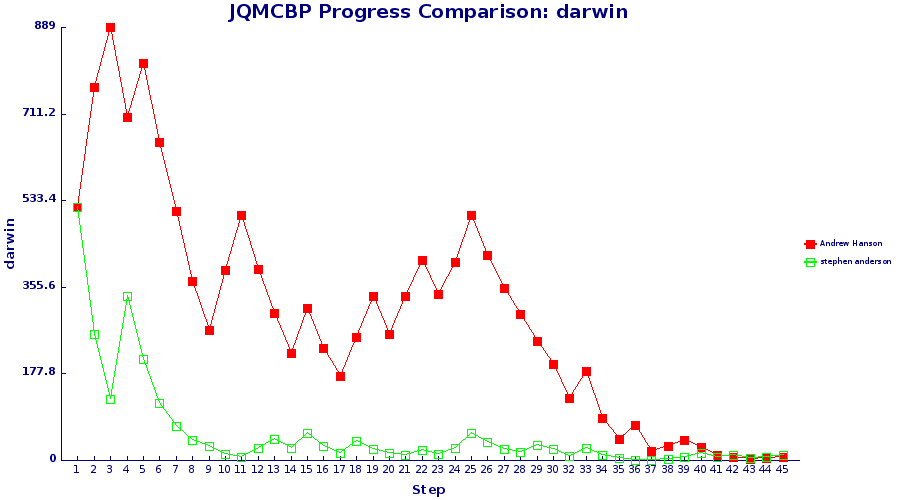 JQMCBP Progress Comparison: darwin
889
711.2
533.4
355.6
177.8
0
darwin
1 2 3 4 5 6 7 8 9 10 11 12 13 14 15 16 17 18 19 20 21 22 23 24 25 26 27 28 29 30 32 33 34 35 36 37 38 39 40 41 42 43 44 45
Step
Andrew Hanson
stephen anderson